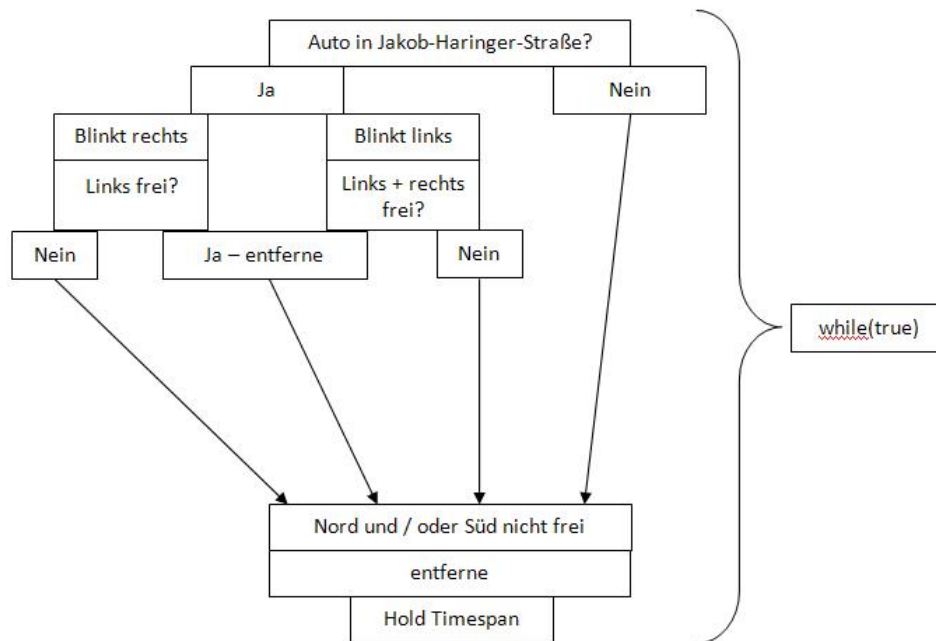 Auto in Jakob-Haringer-Straße?
Ja
Nein
Blinkt rechts
Blinkt links
Links frei?
Links + rechts
frei?
Nein
Ja – entferne
Nein
while(true)
Nord und / oder Süd nicht frei
entferne
Hold Timespan